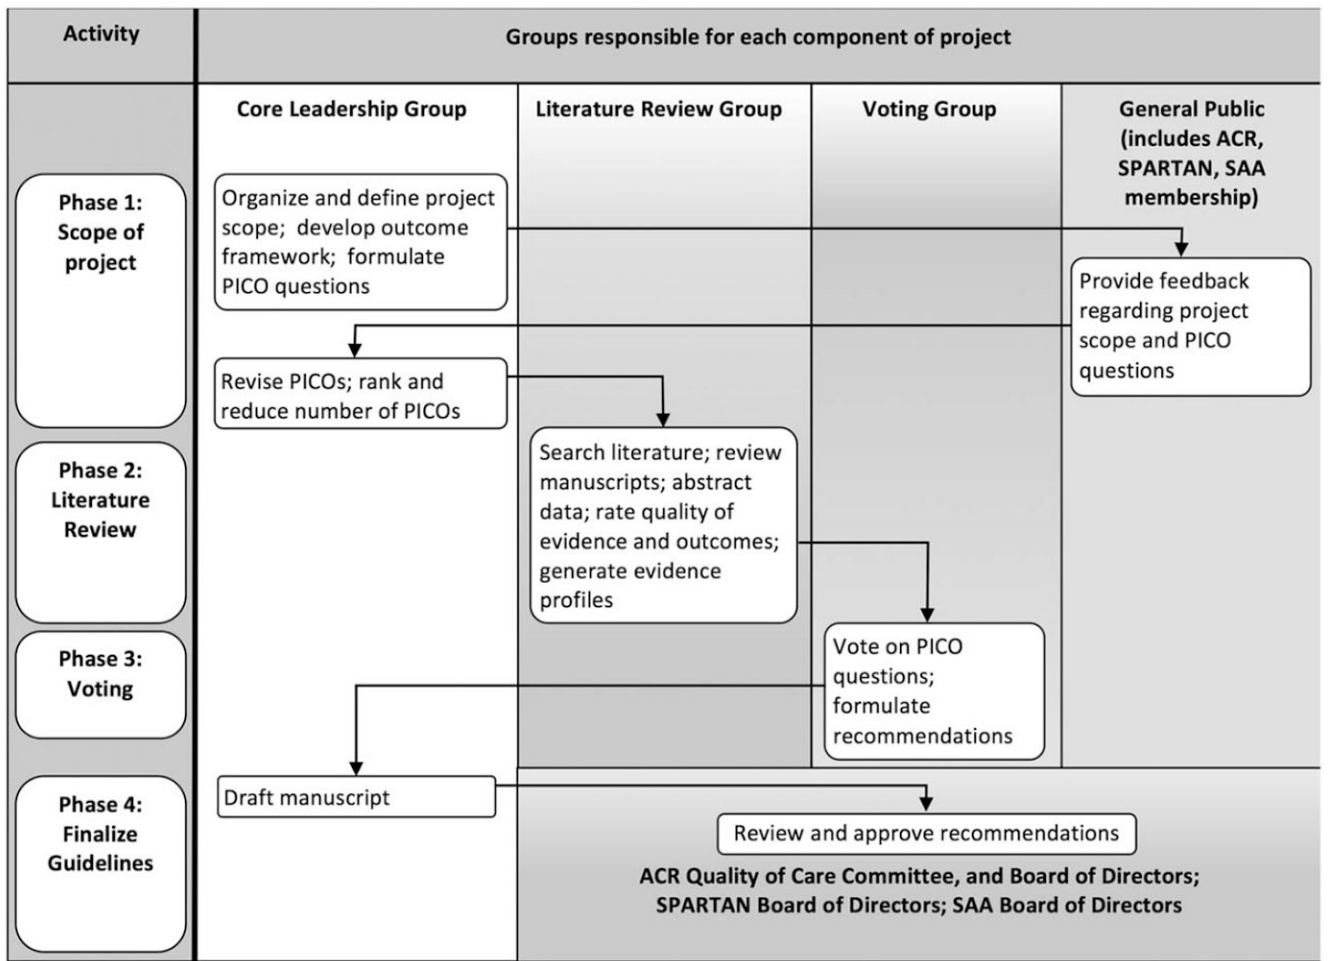 Activity
Groups responsible for each component of project
Core Leadership Group
Literature Review Group
Voting Group
General Public
(includes ACR,
SPARTAN, SAA
membership)
Phase 1:
Scope of
project
Organize and define project
scope;  develop outcome
framework;  formulate
PICO questions
Provide feedback
regarding project
scope and PICO
questions
Revise PICOs; rank and
reduce number of PICOs
Phase 2:
Literature
Review
Search literature; review
manuscripts; abstract
data; rate quality of
evidence and outcomes;
generate evidence
profiles
Phase 3:
Voting
Vote on PICO
questions;
formulate
recommendations
Phase 4:
Finalize
Guidelines
Draft manuscript
Review and approve recommendations
ACR Quality of Care Committee, and Board of Directors;
SPARTAN Board of Directors; SAA Board of Directors